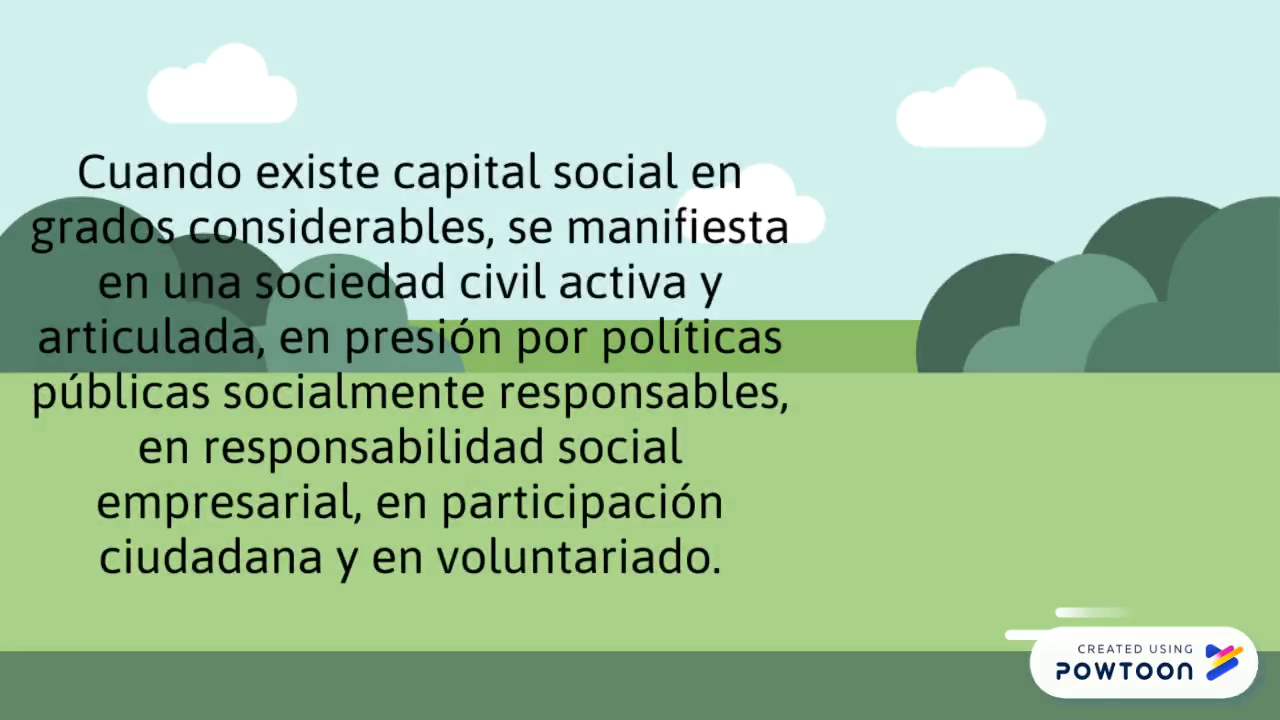 Cuando existe capital social en
grados considerables, se manifiesta
en una sociedad civil activa y
articulada, en presión por políticas
públicas socialmente responsables,
en responsabilidad social
empresarial, en participación
ciudadana y en voluntariado.
CREATED USING
POWTOON